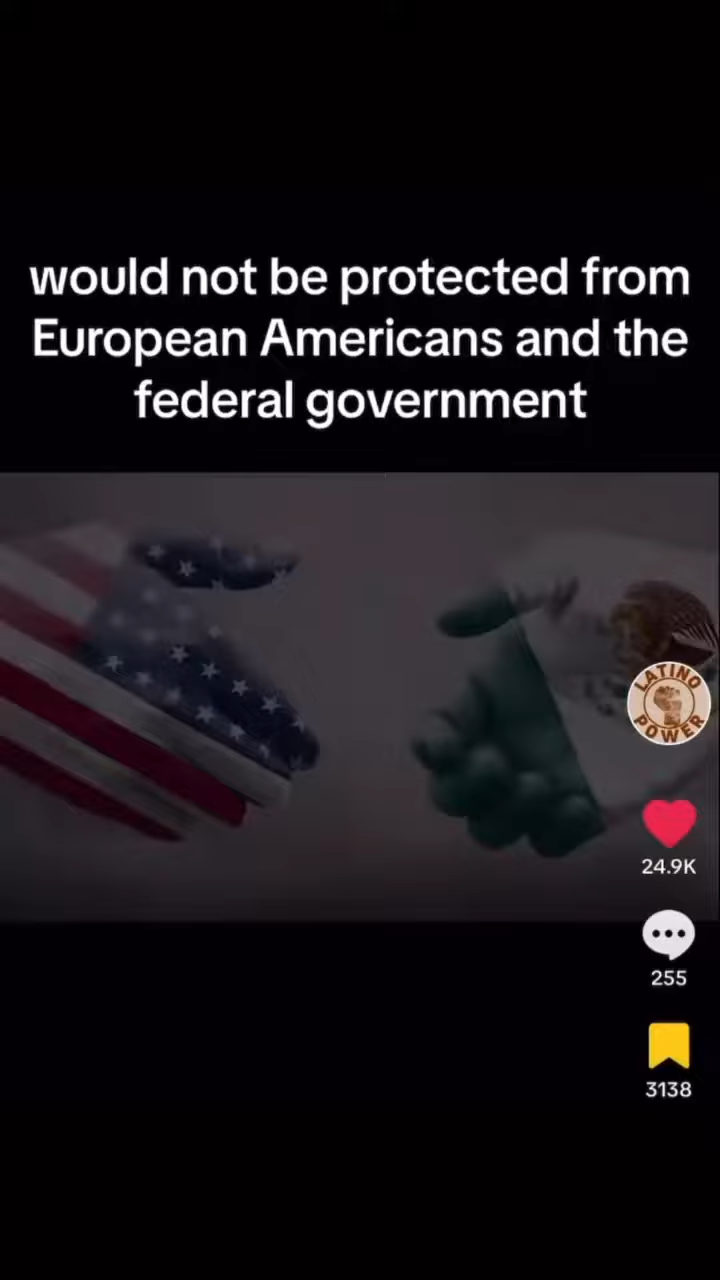 would not be protected from
European Americans and the
federal government
LATINO
POWER
24.9K
255
3138